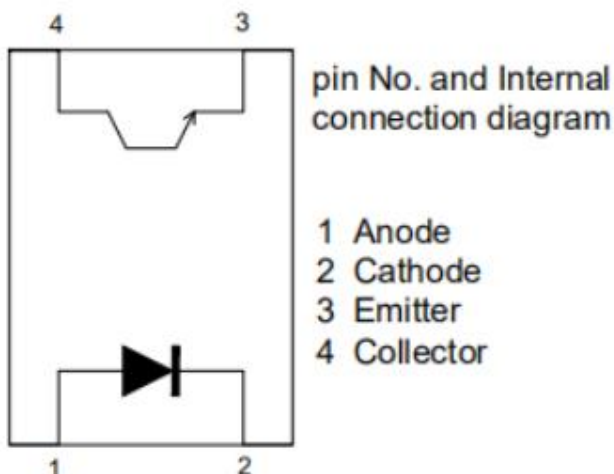 4 3
pin No. and Internal
connection diagram
1 Anode
2 Cathode
3 Emitter
4 Collector
1 2